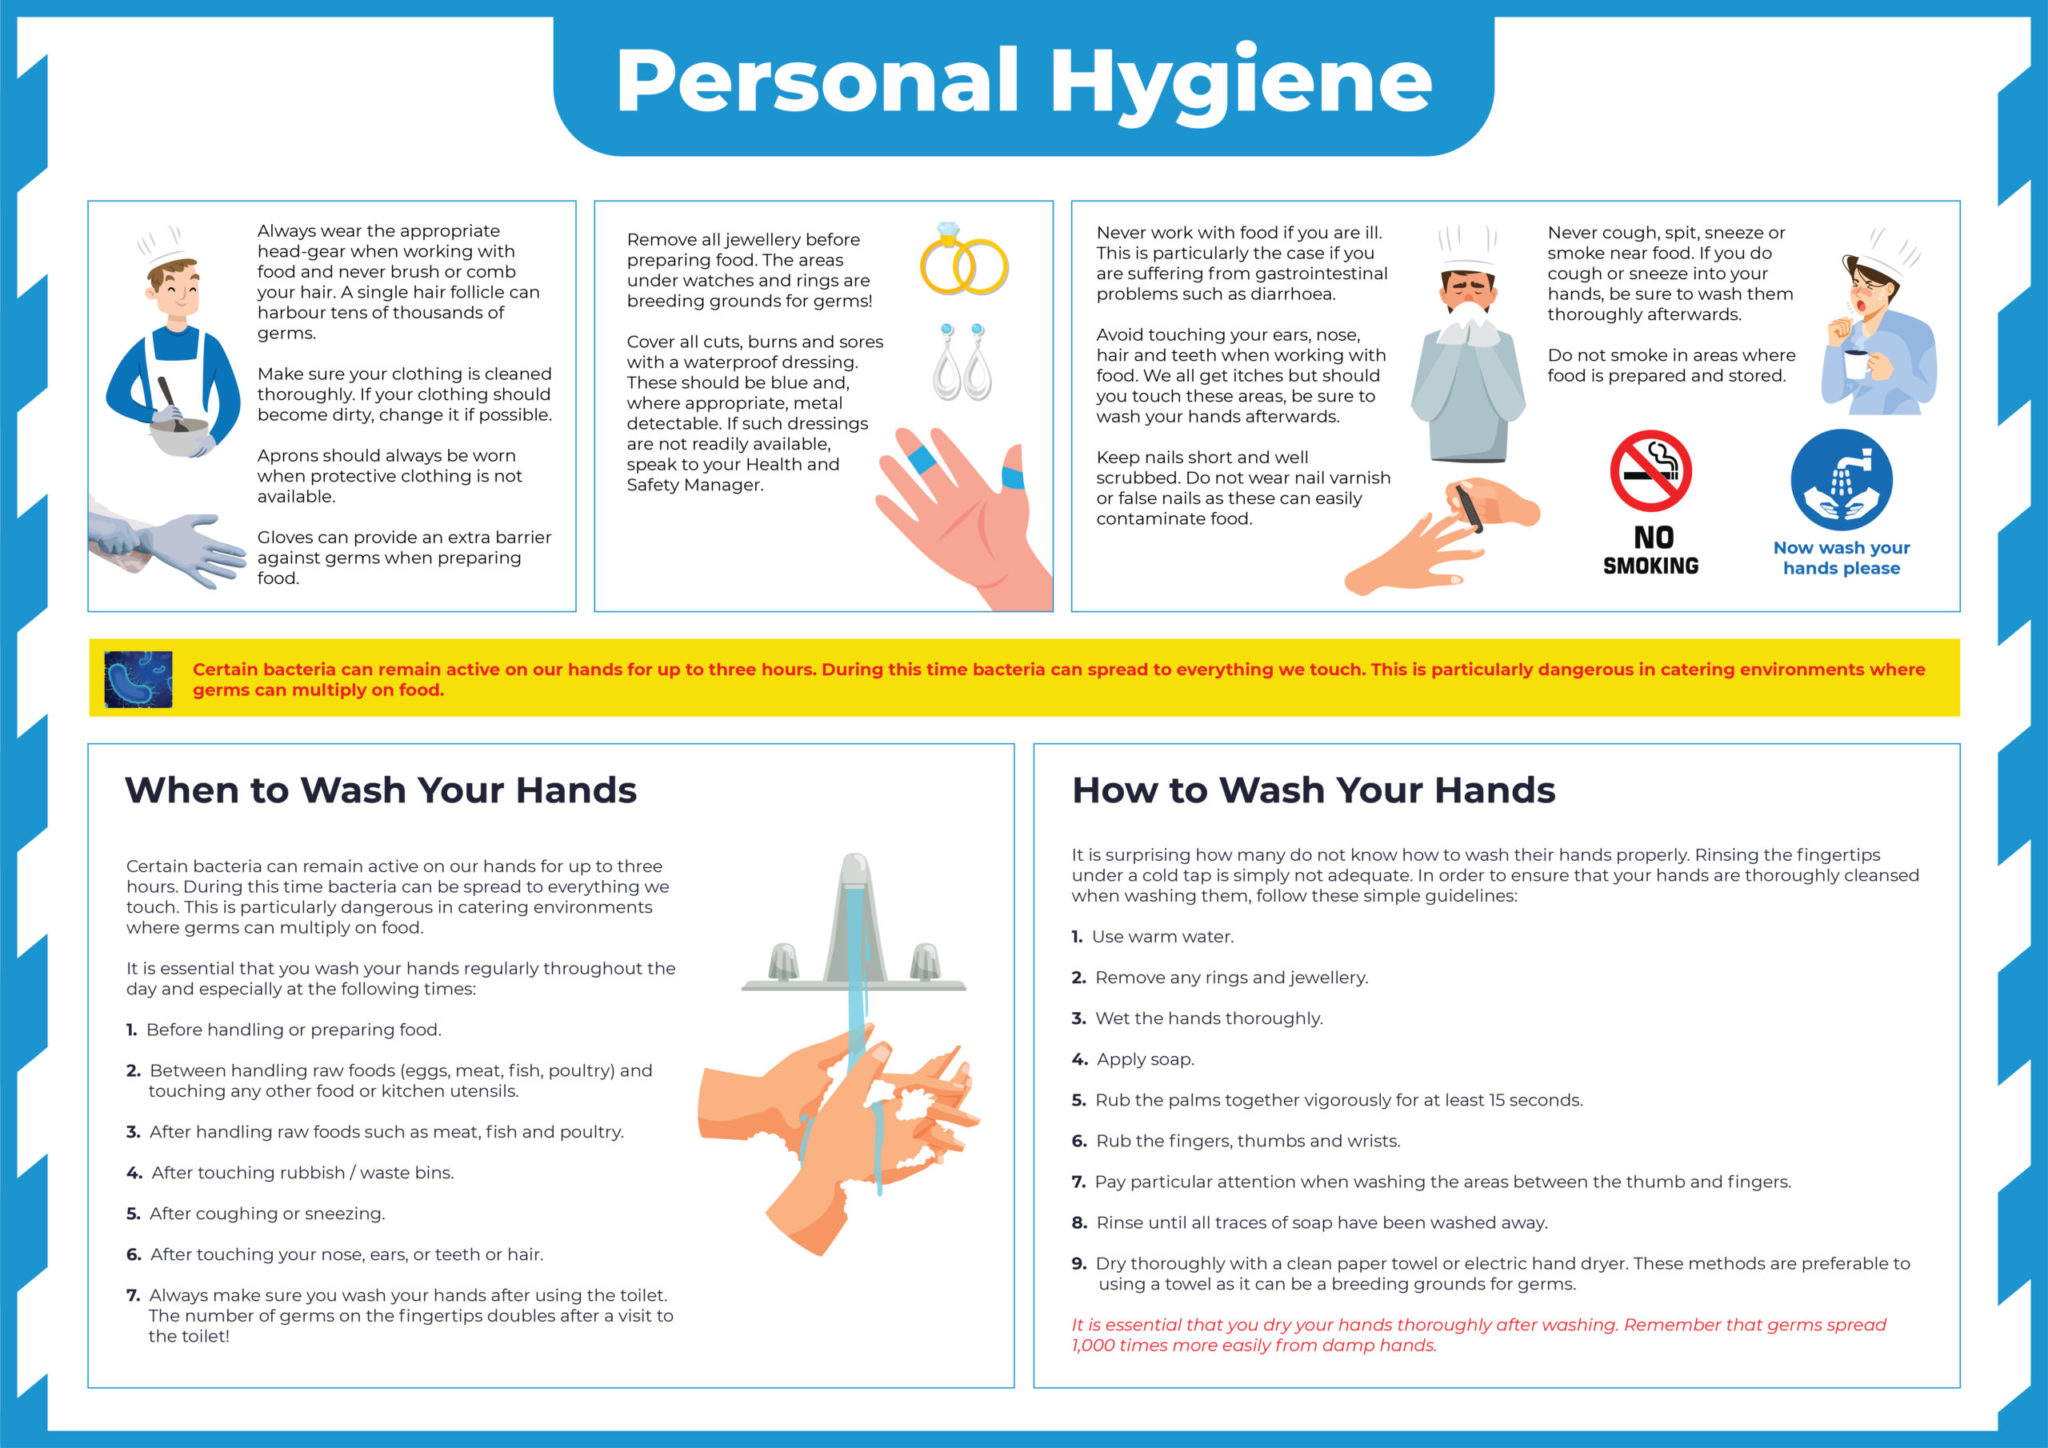 Personal Hygiene
Always wear the appropriate
head-gear when working with
food and never brush or comb
your hair. A single hair follicle can
harbour tens of thousands of
germs.
Make sure your clothing is cleaned
thoroughly. If your clothing should
become dirty, change it if possible.
Aprons should always be worn
when protective clothing is not
available.
Gloves can provide an extra barrier
against germs when preparing
food.
Remove all jewellery before
preparing food. The areas
under watches and rings are
breeding grounds for germs!
Cover all cuts, burns and sores
with a waterproof dressing.
These should be blue and,
where appropriate, metal
detectable. If such dressings
are not readily available,
speak to your Health and
Safety Manager.
Never work with food if you are ill.
This is particularly the case if you
are suffering from gastrointestinal
problems such as diarrhoea.
Avoid touching your ears, nose,
hair and teeth when working with
food. We all get itches but should
you touch these areas, be sure to
wash your hands afterwards.
Keep nails short and well
scrubbed. Do not wear nail varnish
or false nails as these can easily
contaminate food.
Never cough, spit, sneeze or
smoke near food. If you do
cough or sneeze into your
hands, be sure to wash them
thoroughly afterwards.
Do not smoke in areas where
food is prepared and stored.
NO
SMOKING
Now wash your
hands please
Certain bacteria can remain active on our hands for up to three hours. During this time bacteria can spread to everything we touch. This is particularly dangerous in catering environments where
germs can multiply on food.
When to Wash Your Hands
Certain bacteria can remain active on our hands for up to three
hours. During this time bacteria can be spread to everything we
touch. This is particularly dangerous in catering environments
where germs can multiply on food.
It is essential that you wash your hands regularly throughout the
day and especially at the following times:
1. Before handling or preparing food.
2. Between handling raw foods (eggs, meat, fish, poultry) and
touching any other food or kitchen utensils.
3. After handling raw foods such as meat, fish and poultry.
4. After touching rubbish / waste bins.
5. After coughing or sneezing.
6. After touching your nose, ears, or teeth or hair.
7. Always make sure you wash your hands after using the toilet.
The number of germs on the fingertips doubles after a visit to
the toilet!
How to Wash Your Hands
It is surprising how many do not know how to wash their hands properly. Rinsing the fingertips
under a cold tap is simply not adequate. In order to ensure that your hands are thoroughly cleansed
when washing them, follow these simple guidelines:
1. Use warm water.
2. Remove any rings and jewellery.
3. Wet the hands thoroughly.
4. Apply soap.
5. Rub the palms together vigorously for at least 15 seconds.
6. Rub the fingers, thumbs and wrists.
7. Pay particular attention when washing the areas between the thumb and fingers.
8. Rinse until all traces of soap have been washed away.
9. Dry thoroughly with a clean paper towel or electric hand dryer. These methods are preferable to
using a towel as it can be a breeding grounds for germs.
It is essential that you dry your hands thoroughly after washing. Remember that germs spread
1,000 times more easily from damp hands.